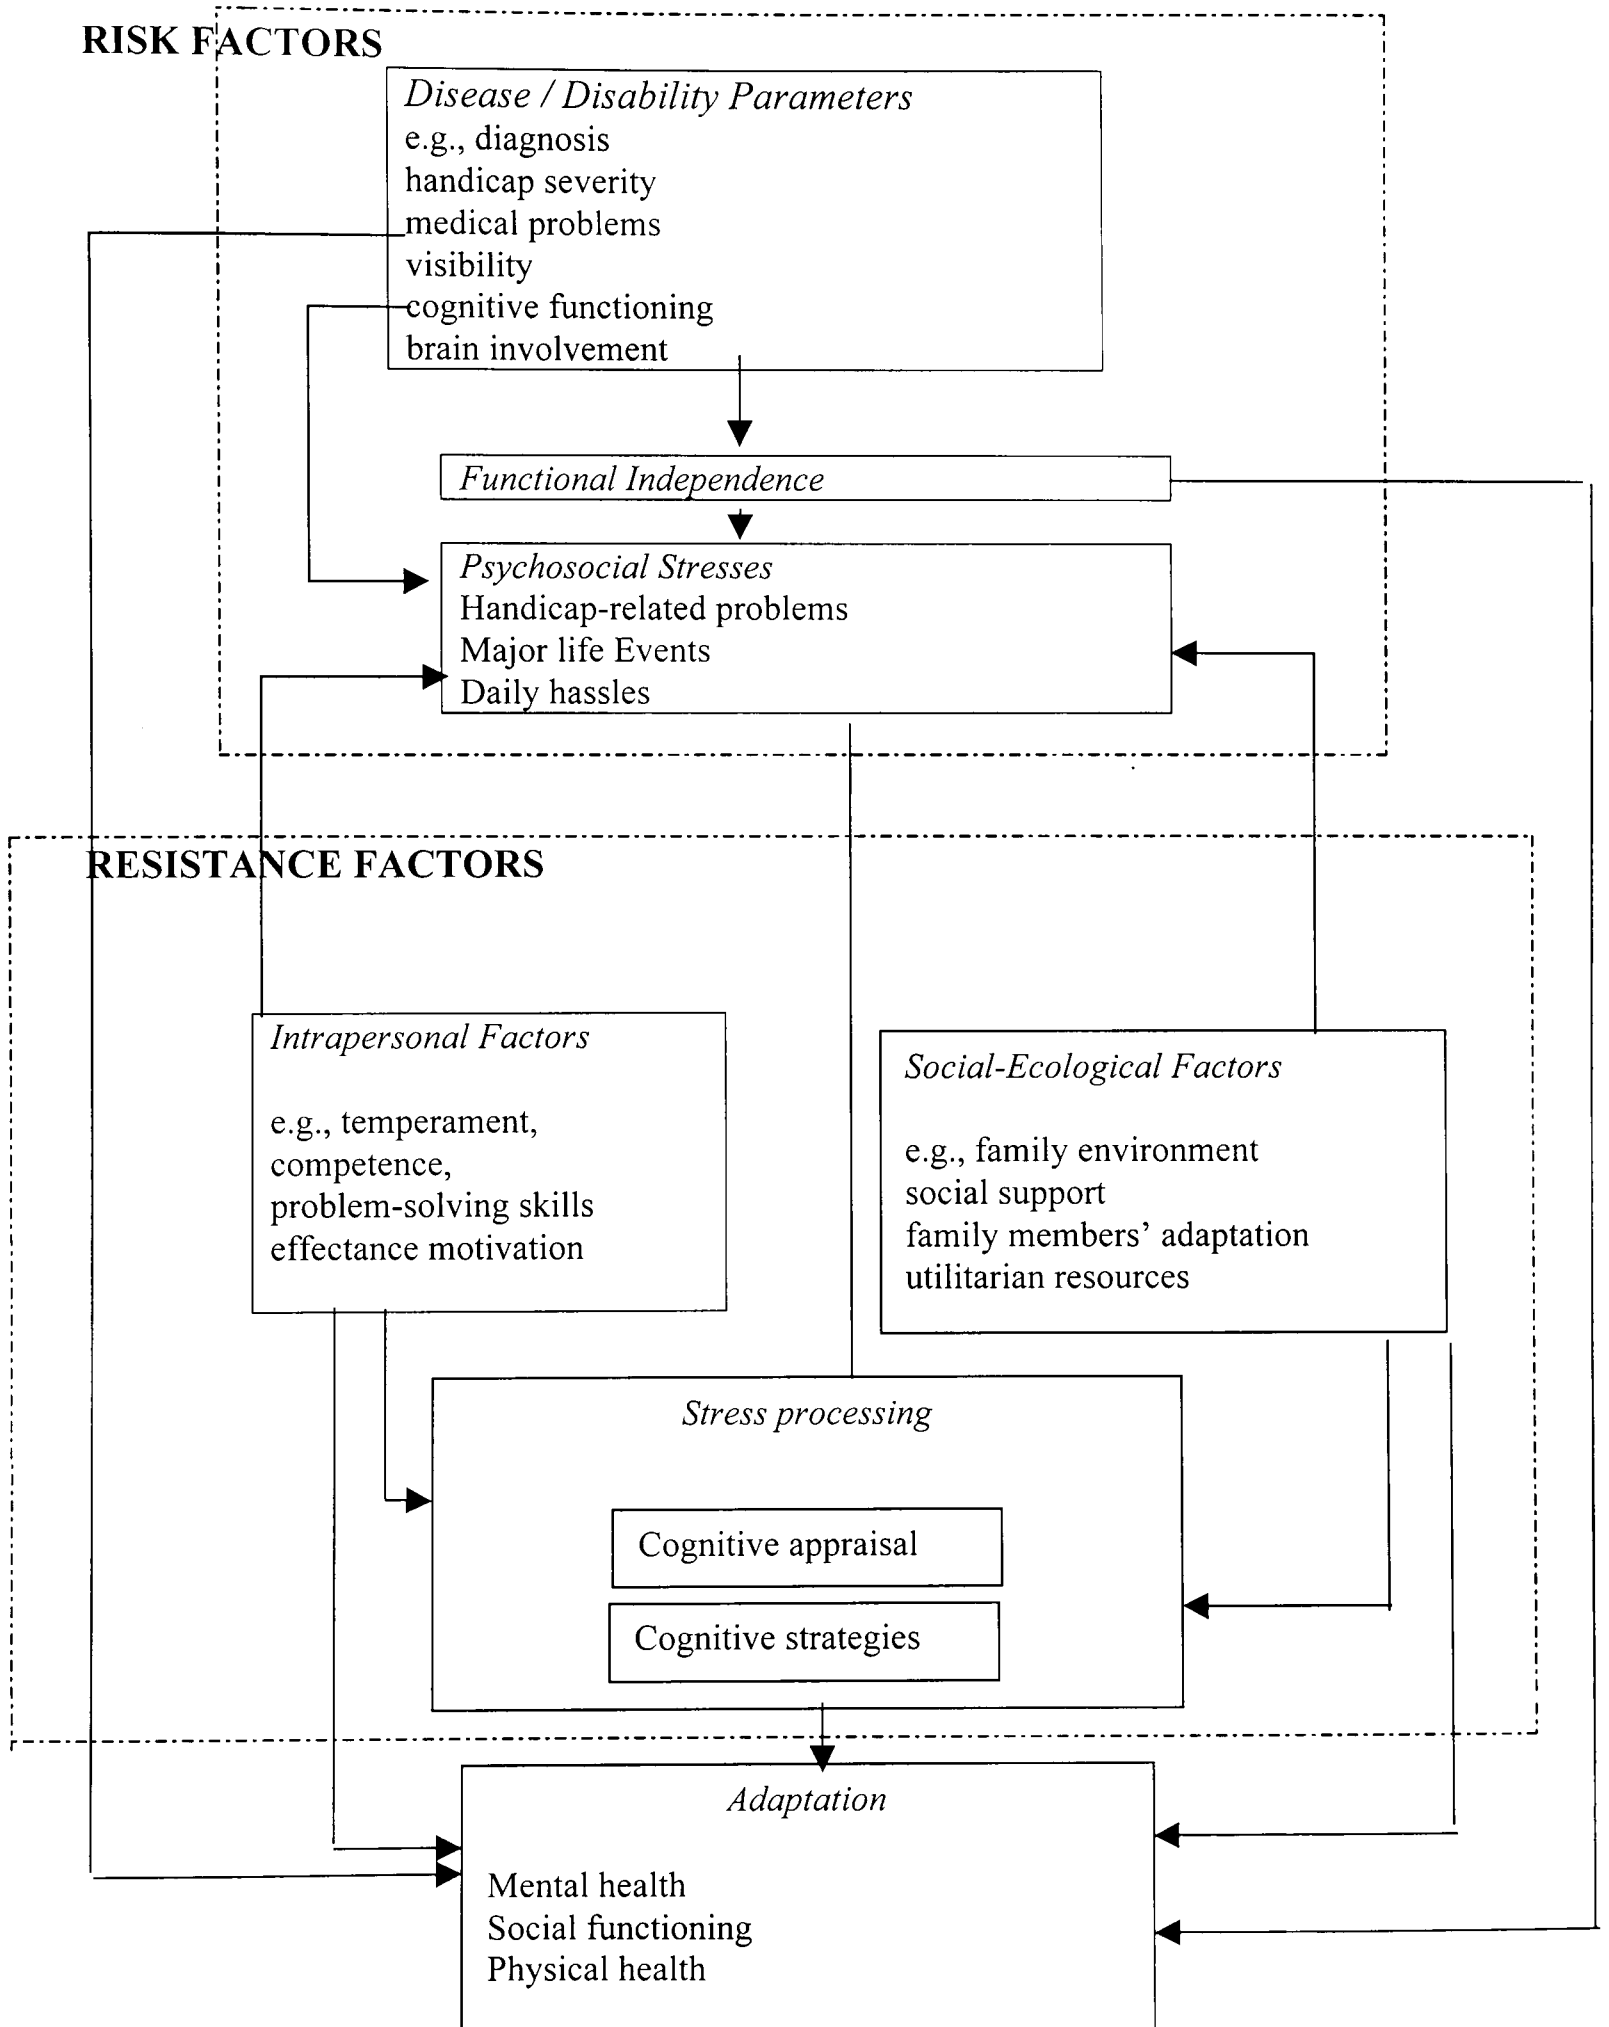 RISK FACTORS
Disease / Disability Parameters
e.g., diagnosis
handicap severity
medical problems
visibility
cognitive functioning
brain involvement
Functional Independence
Psychosocial Stresses
Handicap-related problems
Major life Events
Daily hassles
RESISTANCE FACTORS
Intrapersonal Factors
e.g., temperament,
competence,
problem-solving skills
effectance motivation
Social-Ecological Factors
e.g., family environment
social support
family members’ adaptation
utilitarian resources
Stress processing
Cognitive appraisal
Cognitive strategies
Adaptation
Mental health
Social functioning
Physical health